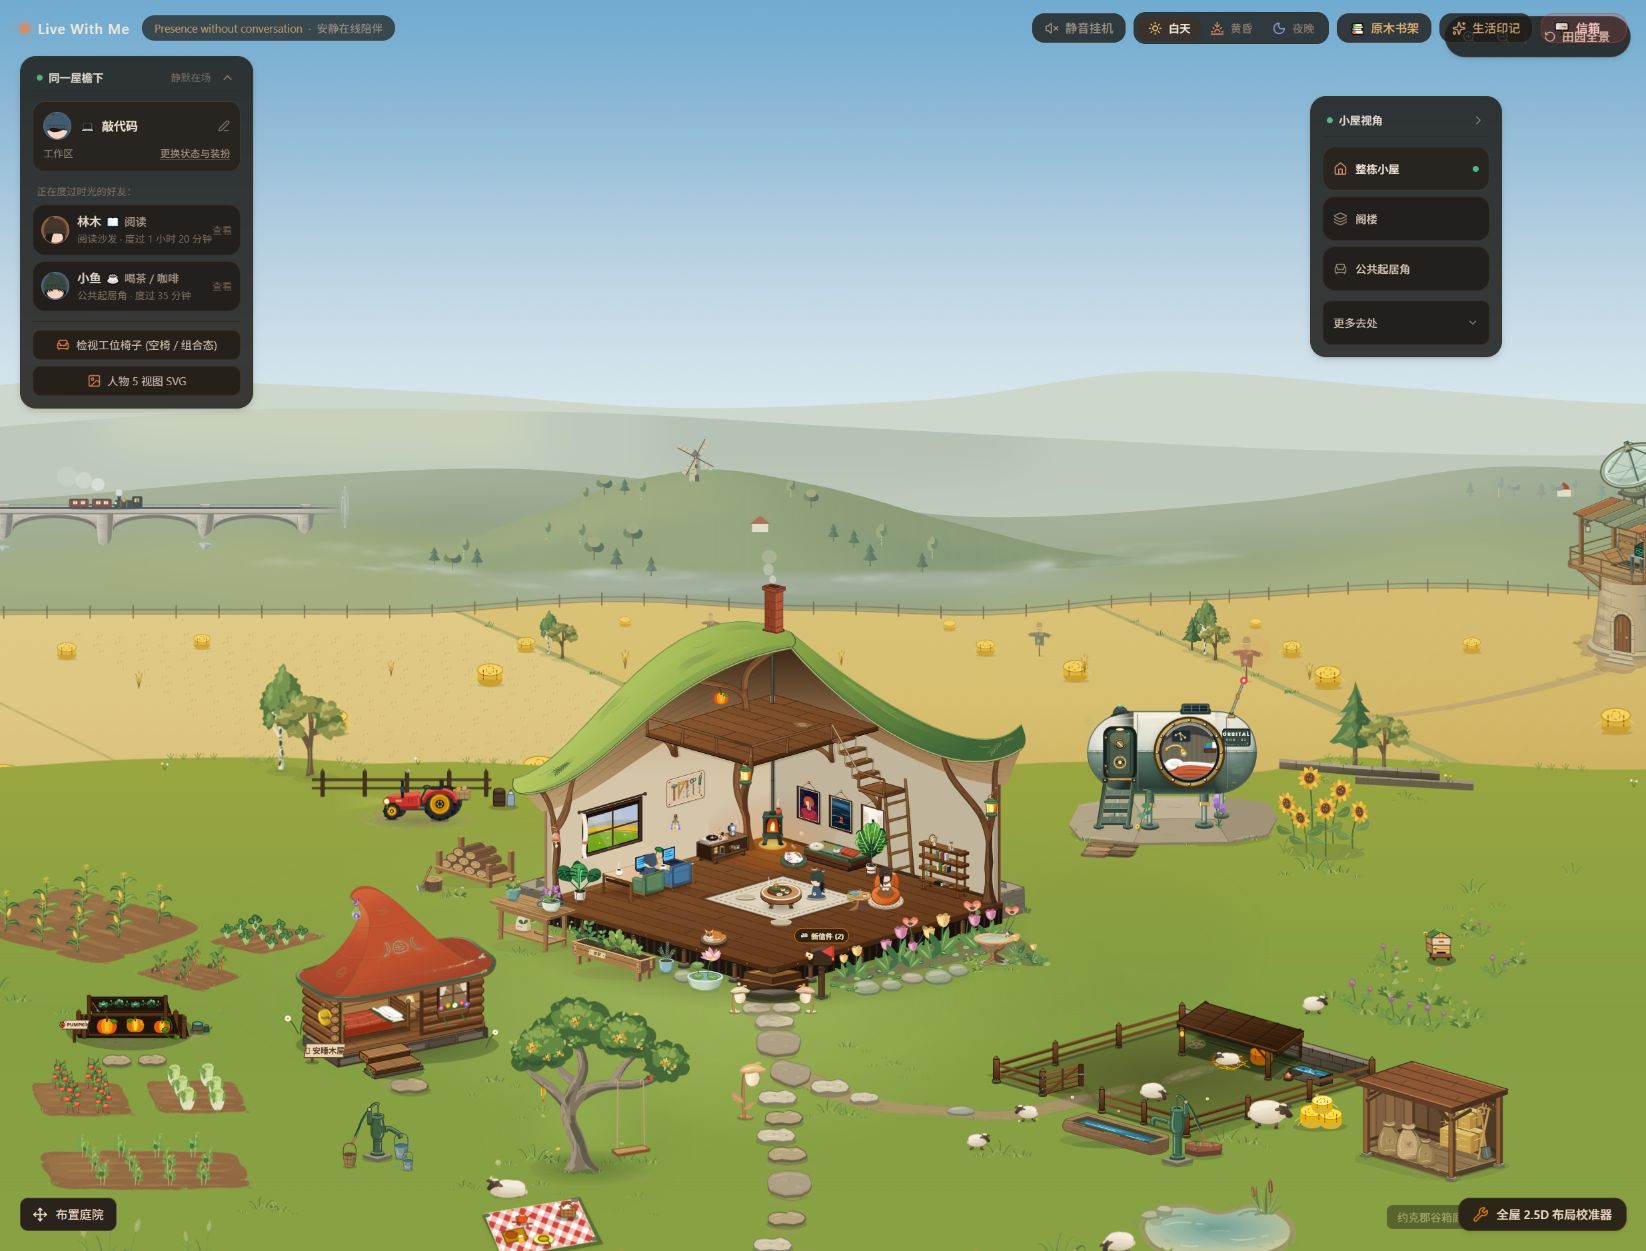 Live With Me
Presence without conversation · 安静在线陪伴
静音挂机
白天
黄昏
夜晚
原木书架
生活印记
信箱
田园全景
同一屋檐下
静默在场
敲代码
工作区
更换状态与装扮
正在度过时光的好友:
林木 阅读
阅读沙发 · 度过 1 小时 20 分钟
查看
小鱼 喝茶 / 咖啡
公共起居角 · 度过 35 分钟
查看
检视工位椅子 (空椅 / 组合态)
人物 5 视图 SVG
小屋视角
整栋小屋
阁楼
公共起居角
更多去处
ORBITAL
新信件 (2)
PUMPKI
安睡木屋
布置庭院
约克郡谷箱
全屋 2.5D 布局校准器